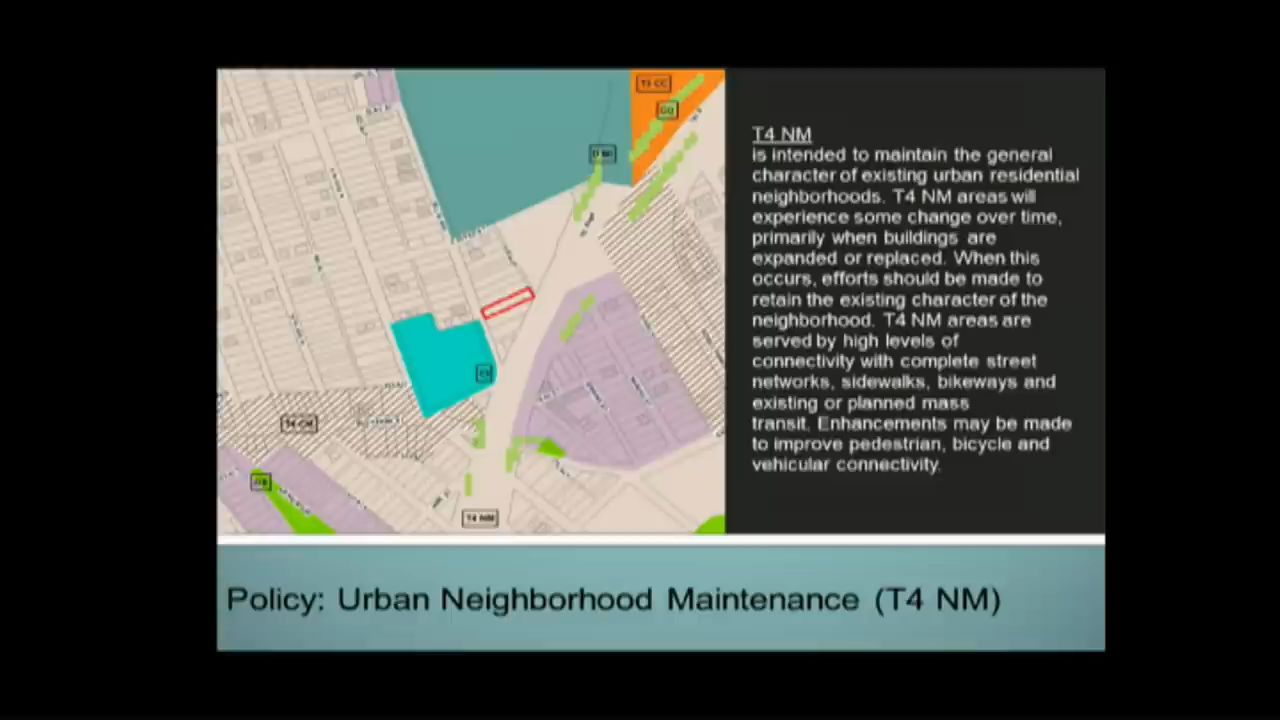 T4 NM
is intended to maintain the general
character of existing urban residential
neighborhoods. T4 NM areas will
experience some change over time,
primarily when buildings are
expanded or replaced. When this
occurs, efforts should be made to
retain the existing character of the
neighborhood. T4 NM areas are
served by high levels of
connectivity with complete street
networks, sidewalks, bikeways and
existing or planned mass
transit. Enhancements may be made
to improve pedestrian, bicycle and
vehicular connectivity.
T4 CM
T4 NM
Policy: Urban Neighborhood Maintenance (T4 NM)